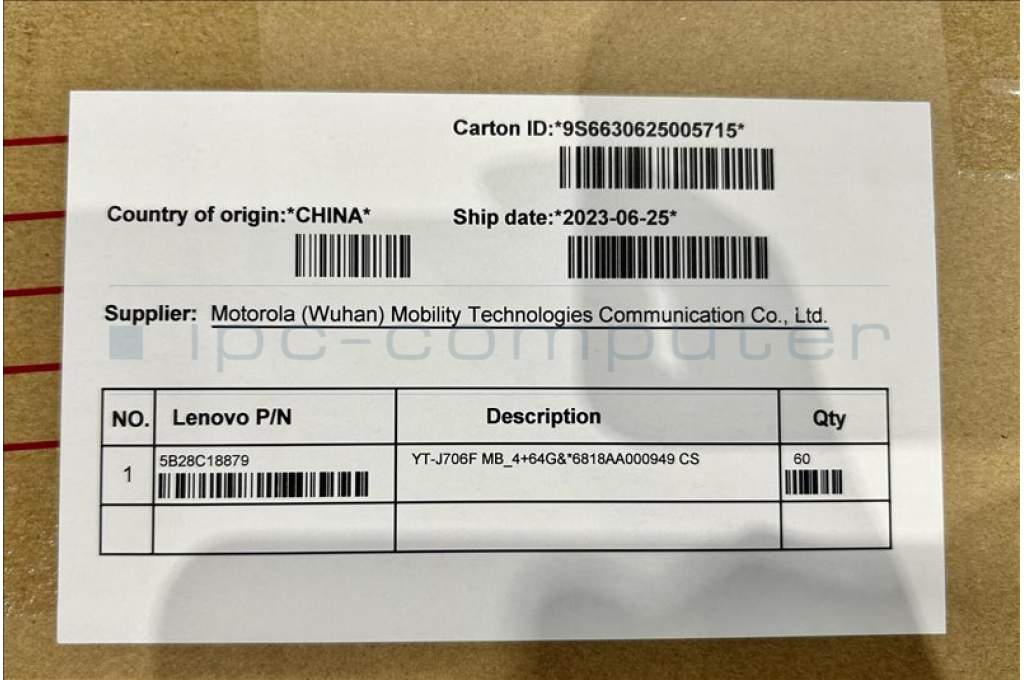 Carton ID:*9S6630625005715*
Country of origin:*CHINA*
Ship date:*2023-06-25*
Supplier: Motorola (Wuhan) Mobility Technologies Communication Co., Ltd.
ipc-computer
NO. Lenovo P/N Description Qty
1 5B28C18879 YT-J706F MB_4+64G&*6818AA000949 CS 60